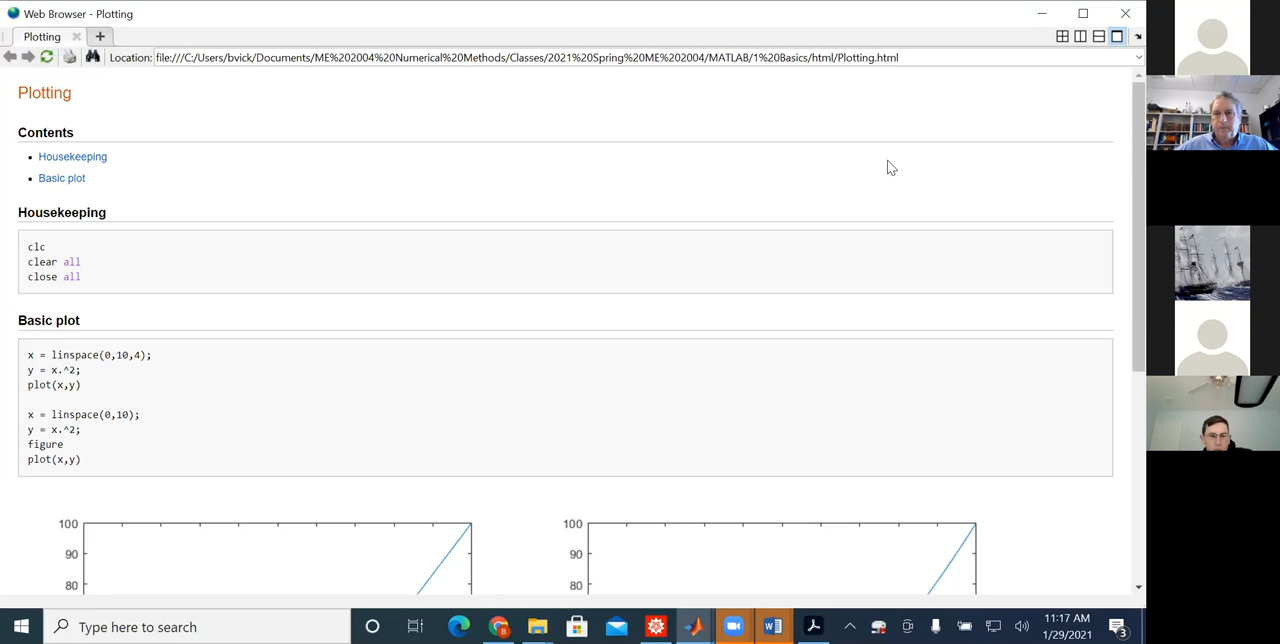 Web Browser - Plotting
Plotting
Location: file:///C:/Users/bvick/Documents/ME%202004%20Numerical%20Methods/Classes/2021%20Spring%20ME%202004/MATLAB/1%20Basics/html/Plotting.html
Plotting
Contents
Housekeeping
Basic plot
Housekeeping
clc
clear all
close all
Basic plot
x = linspace(0,10,4);
y = x.^2;
plot(x,y)
x = linspace(0,10);
y = x.^2;
figure
plot(x,y)
100
90
80
100
90
80
Type here to search
11:17 AM
1/29/2021
3